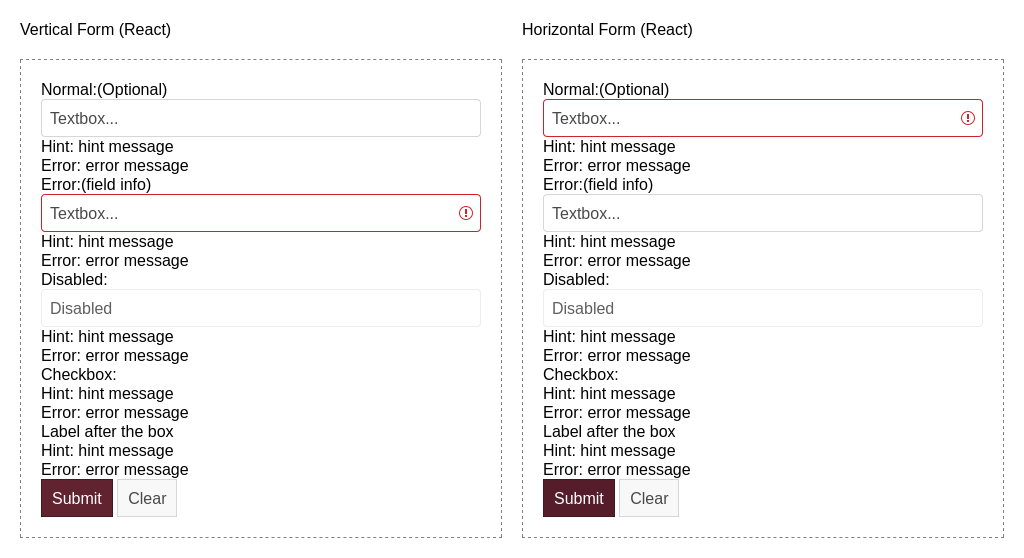 Vertical Form (React)
Normal:(Optional)
Textbox...
Hint: hint message
Error: error message
Error:(field info)
Textbox...
Hint: hint message
Error: error message
Disabled:
Disabled
Hint: hint message
Error: error message
Checkbox:
Hint: hint message
Error: error message
Label after the box
Hint: hint message
Error: error message
Submit Clear
Horizontal Form (React)
Normal:(Optional)
Textbox...
Hint: hint message
Error: error message
Error:(field info)
Textbox...
Hint: hint message
Error: error message
Disabled:
Disabled
Hint: hint message
Error: error message
Checkbox:
Hint: hint message
Error: error message
Label after the box
Hint: hint message
Error: error message
Submit Clear